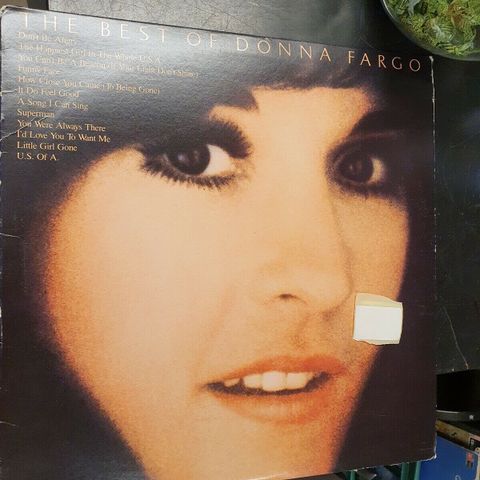 THE BEST OF DONNA FARGO
Don't Be Angry
The Happiest Girl In The Whole U.S.A.
You Can't Be A Beacon (If Your Light Don't Shine)
Funny Face
How Close You Came (To Being Gone)
It Do Feel Good
A Song I Can Sing
Superman
You Were Always There
I'd Love You To Want Me
Little Girl Gone
U.S. Of A.